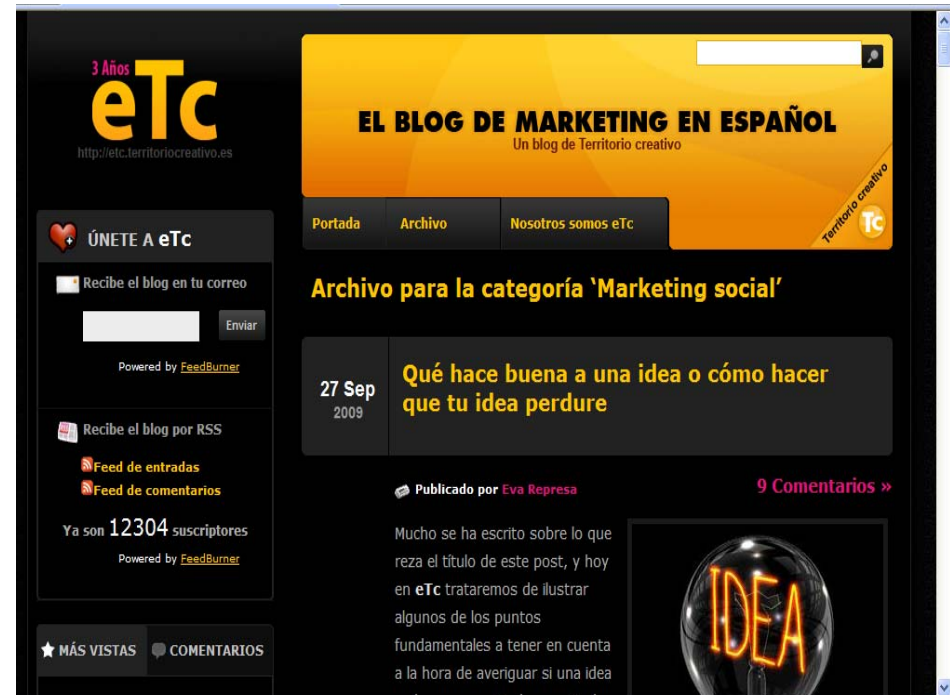 3 Años
eTc
http://etc.territoriocreativo.es
EL BLOG DE MARKETING EN ESPAÑOL
Un blog de Territorio creativo
Territorio creativo
Tc
Portada
Archivo
Nosotros somos eTc
ÚNETE A eTc
Recibe el blog en tu correo
Enviar
Powered by FeedBurner
Recibe el blog por RSS
Feed de entradas
Feed de comentarios
Ya son 12304 suscriptores
Powered by FeedBurner
MÁS VISTAS
COMENTARIOS
Archivo para la categoría ‘Marketing social’
27 Sep
2009
Qué hace buena a una idea o cómo hacer
que tu idea perdure
Publicado por Eva Represa
9 Comentarios »
Mucho se ha escrito sobre lo que
reza el título de este post, y hoy
en eTc trataremos de ilustrar
algunos de los puntos
fundamentales a tener en cuenta
a la hora de averiguar si una idea
IDEA